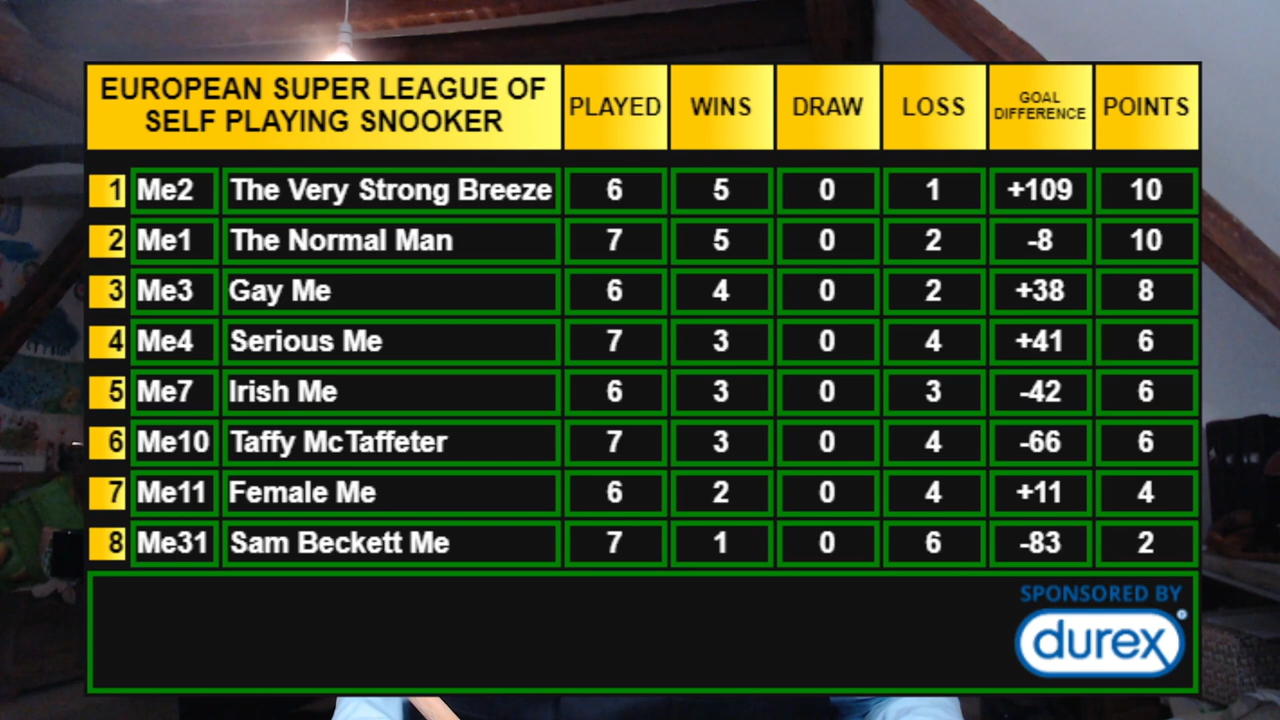 EUROPEAN SUPER LEAGUE OF
SELF PLAYING SNOOKER
PLAYED WINS DRAW LOSS GOAL DIFFERENCE POINTS
1 Me2 The Very Strong Breeze 6 5 0 1 +109 10
2 Me1 The Normal Man 7 5 0 2 -8 10
3 Me3 Gay Me 6 4 0 2 +38 8
4 Me4 Serious Me 7 3 0 4 +41 6
5 Me7 Irish Me 6 3 0 3 -42 6
6 Me10 Taffy McTaffeter 7 3 0 4 -66 6
7 Me11 Female Me 6 2 0 4 +11 4
8 Me31 Sam Beckett Me 7 1 0 6 -83 2
SPONSORED BY
durex